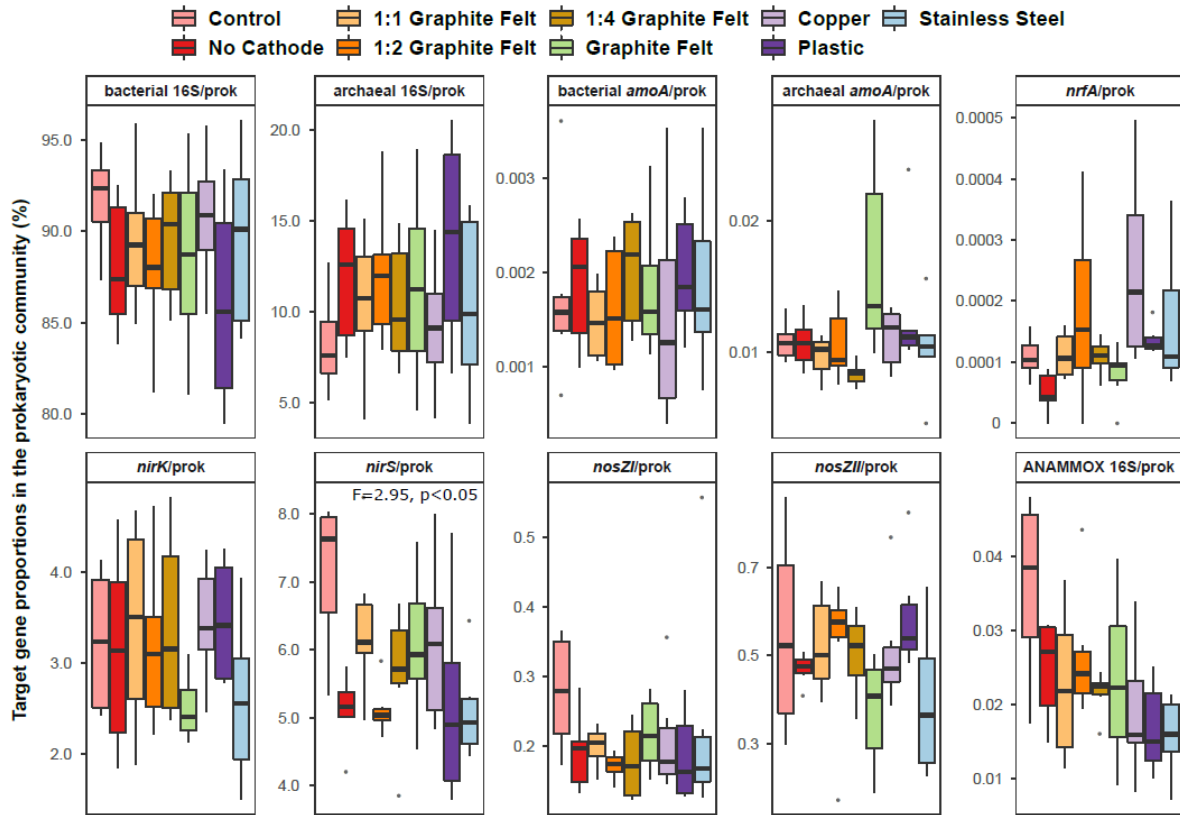 Control 1:1 Graphite Felt 1:4 Graphite Felt Copper Stainless Steel
No Cathode 1:2 Graphite Felt Graphite Felt Plastic
Target gene proportions in the prokaryotic community (%)
bacterial 16S/prok
95.0
90.0
85.0
80.0
archaeal 16S/prok
20.0
15.0
10.0
5.0
bacterial amoA/prok
0.003
0.002
0.001
archaeal amoA/prok
0.02
0.01
nrfA/prok
0.0005
0.0004
0.0003
0.0002
0.0001
0
nirK/prok
4.0
3.0
2.0
nirS/prok
F=2.95, p<0.05
8.0
7.0
6.0
5.0
4.0
nosZI/prok
0.5
0.4
0.3
0.2
nosZII/prok
0.7
0.5
0.3
ANAMMOX 16S/prok
0.04
0.03
0.02
0.01